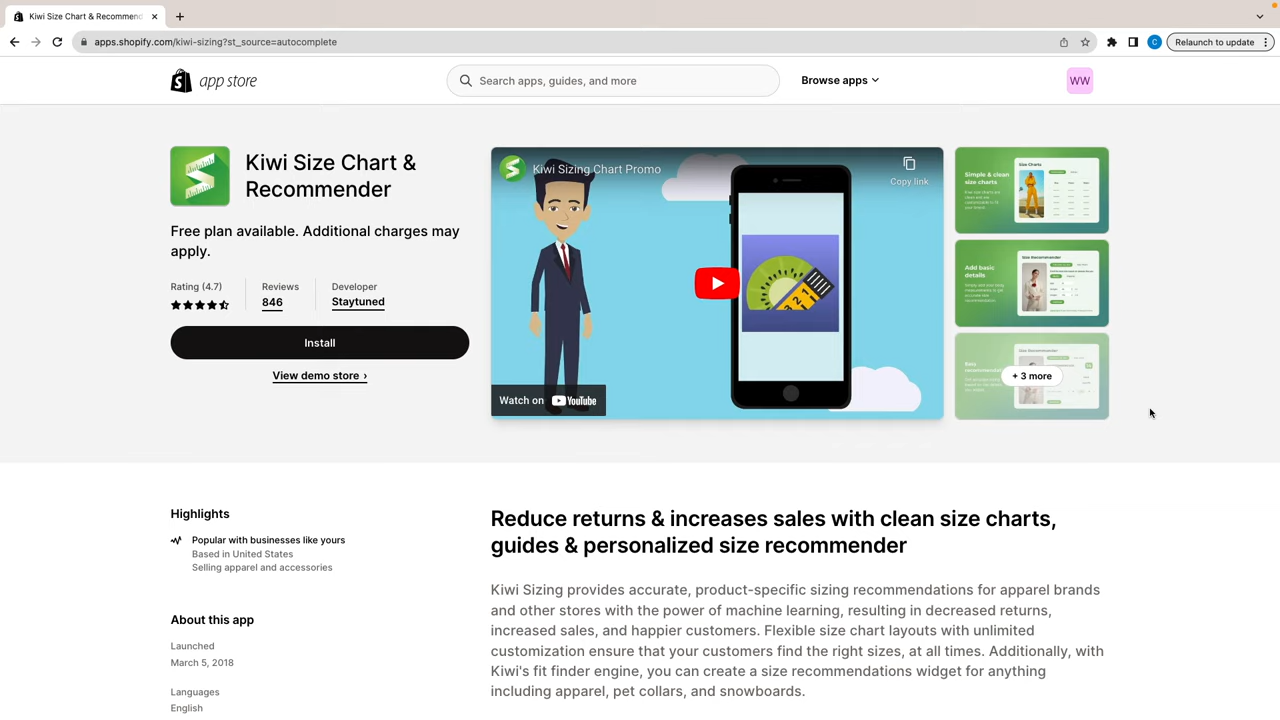 Kiwi Size Chart & Recommend
apps.shopify.com/kiwi-sizing?st_source=autocomplete
C
Relaunch to update
app store
Search apps, guides, and more
Browse apps
WW
Kiwi Size Chart &
Recommender
Free plan available. Additional charges may
apply.
Rating (4.7)
Reviews
Developer
846
Staytuned
Install
View demo store ›
Kiwi Sizing Chart Promo
Copy link
1 2 3
Watch on YouTube
Simple & clean
size charts
Size Charts
Add basic
details
Size Recommender
Size Recommender
+ 3 more
Highlights
Popular with businesses like yours
Based in United States
Selling apparel and accessories
About this app
Launched
March 5, 2018
Languages
English
Reduce returns & increases sales with clean size charts,
guides & personalized size recommender
Kiwi Sizing provides accurate, product-specific sizing recommendations for apparel brands
and other stores with the power of machine learning, resulting in decreased returns,
increased sales, and happier customers. Flexible size chart layouts with unlimited
customization ensure that your customers find the right sizes, at all times. Additionally, with
Kiwi's fit finder engine, you can create a size recommendations widget for anything
including apparel, pet collars, and snowboards.